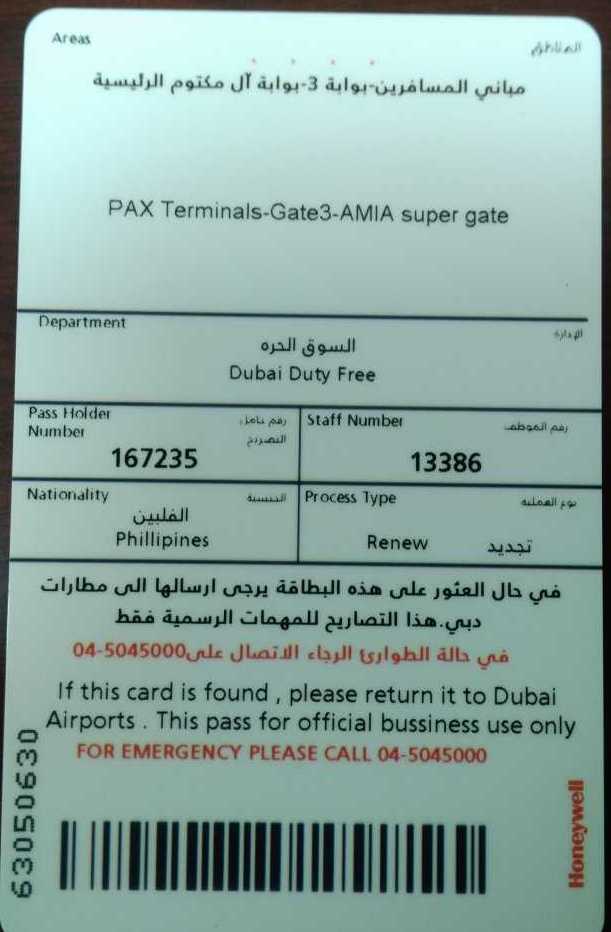 Areas المناطق
مباني المسافرين-بوابة 3-بوابة آل مكتوم الرئيسية
PAX Terminals-Gate3-AMIA super gate
Department الإدارة
السوق الحره
Dubai Duty Free
Pass Holder Number رقم حامل التصريح
167235
Staff Number رقم الموظف
13386
Nationality الجنسية
الفلبين
Phillipines
Process Type نوع العملية
Renew تجديد
في حال العثور على هذه البطاقة يرجى ارسالها الى مطارات
دبي.هذا التصاريح للمهمات الرسمية فقط
في حالة الطوارئ الرجاء الاتصال على04-5045000
If this card is found , please return it to Dubai
Airports . This pass for official bussiness use only
FOR EMERGENCY PLEASE CALL 04-5045000
63050630
Honeywell